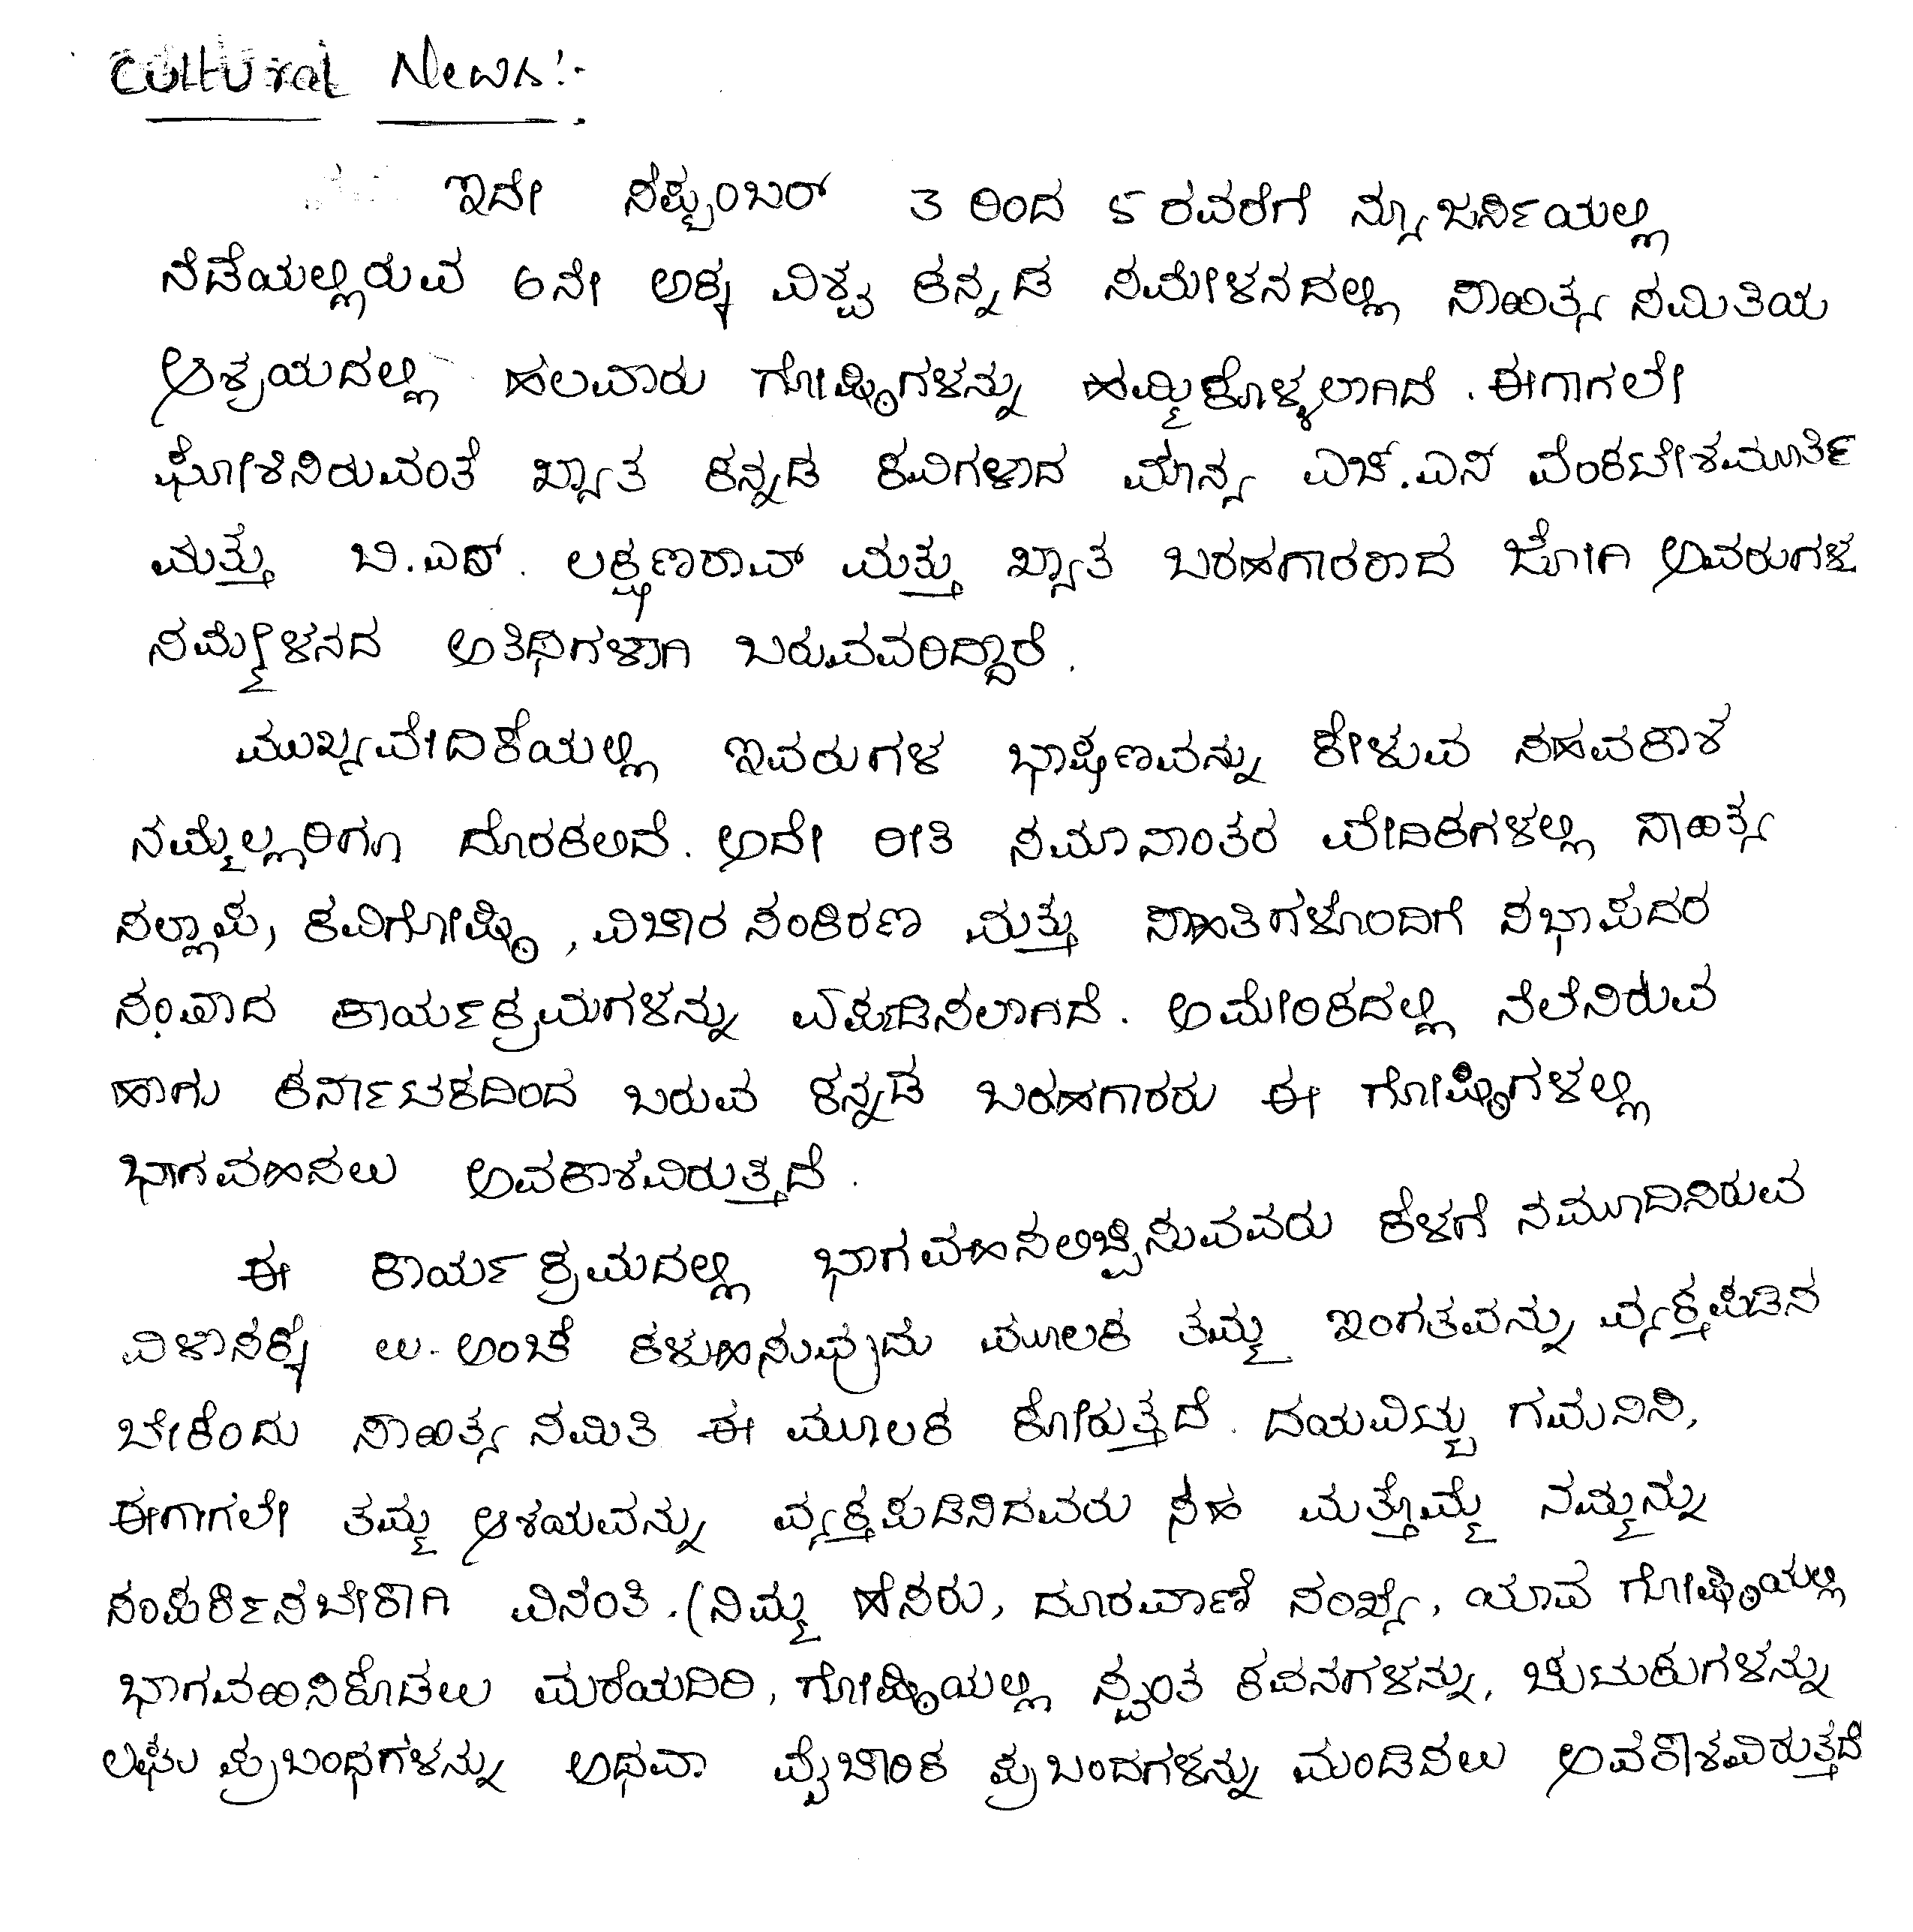 Cultural News:-
ಇದೇ ಸೆಪ್ಟಂಬರ್ 3 ರಿಂದ 5 ರವರೆಗೆ ನ್ಯೂಜರ್ಸಿಯಲ್ಲಿ
ನೆಡೆಯಲ್ಲಿರುವ 6ನೇ ಅಕ್ಕ ವಿಶ್ವ ಕನ್ನಡ ಸಮೇಳನದಲ್ಲಿ ಸಾಹಿತ್ಯ ಸಮಿತಿಯ
ಆಶ್ರಯದಲ್ಲಿ ಹಲವಾರು ಗೋಷ್ಠಿಗಳನ್ನು ಹಮ್ಮಿಕೊಳ್ಳಲಾಗಿದೆ . ಈಗಾಗಲೇ
ಘೋಶಿಸಿರುವಂತೆ ಖ್ಯಾತ ಕನ್ನಡ ಕವಿಗಳಾದ ಮಾನ್ಯ ಎಚ್.ಎಸ್ ವೆಂಕಟೇಶಮೂರ್ತಿ
ಮತ್ತು ಬಿ.ಎರ್. ಲಕ್ಷ್ಮಣರಾವ್ ಮತ್ತು ಖ್ಯಾತ ಬರಹಗಾರರಾದ ಜೋಗಿ ಅವರುಗಳ
ಸಮ್ಮೇಳನದ ಅತಿಥಿಗಳಾಗಿ ಬರುವವರಿದ್ದಾರೆ .
ಮುಖ್ಯವೇದಿಕೆಯಲ್ಲಿ ಇವರುಗಳ ಭಾಷಣವನ್ನು ಕೇಳುವ ಸಹವಕಾಶ
ನಮ್ಮೆಲ್ಲರಿಗೂ ದೊರಕಲಿದೆ. ಅದೇ ರೀತಿ ಸಮಾನಾಂತರ ವೇದಿಕಗಳಲ್ಲಿ ಸಾಹಿತ್ಯ
ಸಲ್ಲಾಪ, ಕವಿಗೋಷ್ಠಿ , ವಿಚಾರ ಸಂಕಿರಣ ಮತ್ತು ಸಾಹಿತಿಗಳೊಂದಿಗೆ ಸಭಾಪದರ
ಸಂವಾದ ಕಾರ್ಯಕ್ರಮಗಳನ್ನು ಏರ್ಪಡಿಸಲಾಗಿದೆ. ಅಮೇರಿಕದಲ್ಲಿ ನೆಲೆಸಿರುವ
ಹಾಗು ಕರ್ನಾಟಕದಿಂದ ಬರುವ ಕನ್ನಡ ಬರಹಗಾರರು ಈ ಗೋಷ್ಠಿಗಳಲ್ಲಿ
ಭಾಗವಹಿಸಲು ಅವಕಾಶವಿರುತ್ತದೆ .
ಈ ಕಾರ್ಯಕ್ರಮದಲ್ಲಿ ಭಾಗವಹಿಸಲಿಚ್ಚಿಸುವವರು ಕೆಳಗೆ ನಮೂದಿಸಿರುವ
ವಿಳಾಸಕ್ಕೆ ಈ-ಅಂಚೆ ಕಳುಹಿಸುವುದು ಮೂಲಕ ತಮ್ಮ ಇಂಗತವನ್ನು ವ್ಯಕ್ತಪಡಿಸ
ಬೇಕೆಂದು ಸಾಹಿತ್ಯ ಸಮಿತಿ ಈ ಮೂಲಕ ಕೋರುತ್ತದೆ . ದಯವಿಟ್ಟು ಗಮನಿಸಿ,
ಈಗಾಗಲೇ ತಮ್ಮ ಆಶಯವನ್ನು ವ್ಯಕ್ತಪಡಿಸಿದವರು ಸಹ ಮತ್ತೊಮ್ಮೆ ನಮ್ಮನ್ನು
ಸಂಪರ್ಕಿಸಬೇಕಾಗಿ ವಿನಂತಿ .(ನಿಮ್ಮ ಹೆಸರು, ದೂರವಾಣಿ ಸಂಖ್ಯೆ, ಯಾವ ಗೋಷ್ಠಿಯಲ್ಲಿ
ಭಾಗವಹಿಸಿಕೊಡಲು ಮರೆಯದಿರಿ, ಗೋಷ್ಠಿಯಲ್ಲಿ ಸ್ವಂತ ಕವನಗಳನ್ನು, ಚುಟುಕುಗಳನ್ನು
ಲಘು ಪ್ರಬಂಧಗಳನ್ನು ಅಥವಾ ವೈಚಾರಿಕ ಪ್ರಬಂದಗಳನ್ನು ಮಂಡಿಸಲು ಅವಕಾಶವಿರುತ್ತದೆ